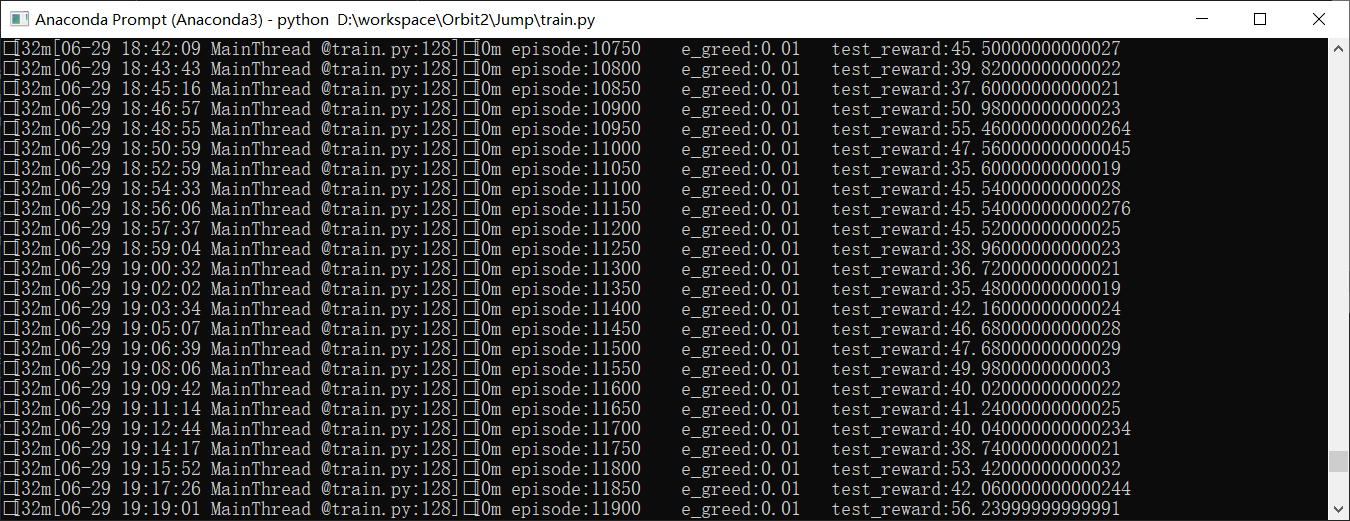 Anaconda Prompt (Anaconda3) - python  D:\workspace\Orbit2\Jump\train.py
□[32m[06-29 18:42:09 MainThread @train.py:128]□[0m episode:10750    e_greed:0.01   test_reward:45.50000000000027
□[32m[06-29 18:43:43 MainThread @train.py:128]□[0m episode:10800    e_greed:0.01   test_reward:39.82000000000022
□[32m[06-29 18:45:16 MainThread @train.py:128]□[0m episode:10850    e_greed:0.01   test_reward:37.60000000000021
□[32m[06-29 18:46:57 MainThread @train.py:128]□[0m episode:10900    e_greed:0.01   test_reward:50.98000000000023
□[32m[06-29 18:48:55 MainThread @train.py:128]□[0m episode:10950    e_greed:0.01   test_reward:55.460000000000264
□[32m[06-29 18:50:59 MainThread @train.py:128]□[0m episode:11000    e_greed:0.01   test_reward:47.560000000000045
□[32m[06-29 18:52:59 MainThread @train.py:128]□[0m episode:11050    e_greed:0.01   test_reward:35.60000000000019
□[32m[06-29 18:54:33 MainThread @train.py:128]□[0m episode:11100    e_greed:0.01   test_reward:45.54000000000028
□[32m[06-29 18:56:06 MainThread @train.py:128]□[0m episode:11150    e_greed:0.01   test_reward:45.540000000000276
□[32m[06-29 18:57:37 MainThread @train.py:128]□[0m episode:11200    e_greed:0.01   test_reward:45.52000000000025
□[32m[06-29 18:59:04 MainThread @train.py:128]□[0m episode:11250    e_greed:0.01   test_reward:38.96000000000023
□[32m[06-29 19:00:32 MainThread @train.py:128]□[0m episode:11300    e_greed:0.01   test_reward:36.72000000000021
□[32m[06-29 19:02:02 MainThread @train.py:128]□[0m episode:11350    e_greed:0.01   test_reward:35.48000000000019
□[32m[06-29 19:03:34 MainThread @train.py:128]□[0m episode:11400    e_greed:0.01   test_reward:42.16000000000024
□[32m[06-29 19:05:07 MainThread @train.py:128]□[0m episode:11450    e_greed:0.01   test_reward:46.68000000000028
□[32m[06-29 19:06:39 MainThread @train.py:128]□[0m episode:11500    e_greed:0.01   test_reward:47.68000000000029
□[32m[06-29 19:08:06 MainThread @train.py:128]□[0m episode:11550    e_greed:0.01   test_reward:49.9800000000003
□[32m[06-29 19:09:42 MainThread @train.py:128]□[0m episode:11600    e_greed:0.01   test_reward:40.02000000000022
□[32m[06-29 19:11:14 MainThread @train.py:128]□[0m episode:11650    e_greed:0.01   test_reward:41.24000000000025
□[32m[06-29 19:12:44 MainThread @train.py:128]□[0m episode:11700    e_greed:0.01   test_reward:40.040000000000234
□[32m[06-29 19:14:17 MainThread @train.py:128]□[0m episode:11750    e_greed:0.01   test_reward:38.74000000000021
□[32m[06-29 19:15:52 MainThread @train.py:128]□[0m episode:11800    e_greed:0.01   test_reward:53.42000000000032
□[32m[06-29 19:17:26 MainThread @train.py:128]□[0m episode:11850    e_greed:0.01   test_reward:42.060000000000244
□[32m[06-29 19:19:01 MainThread @train.py:128]□[0m episode:11900    e_greed:0.01   test_reward:56.23999999999991